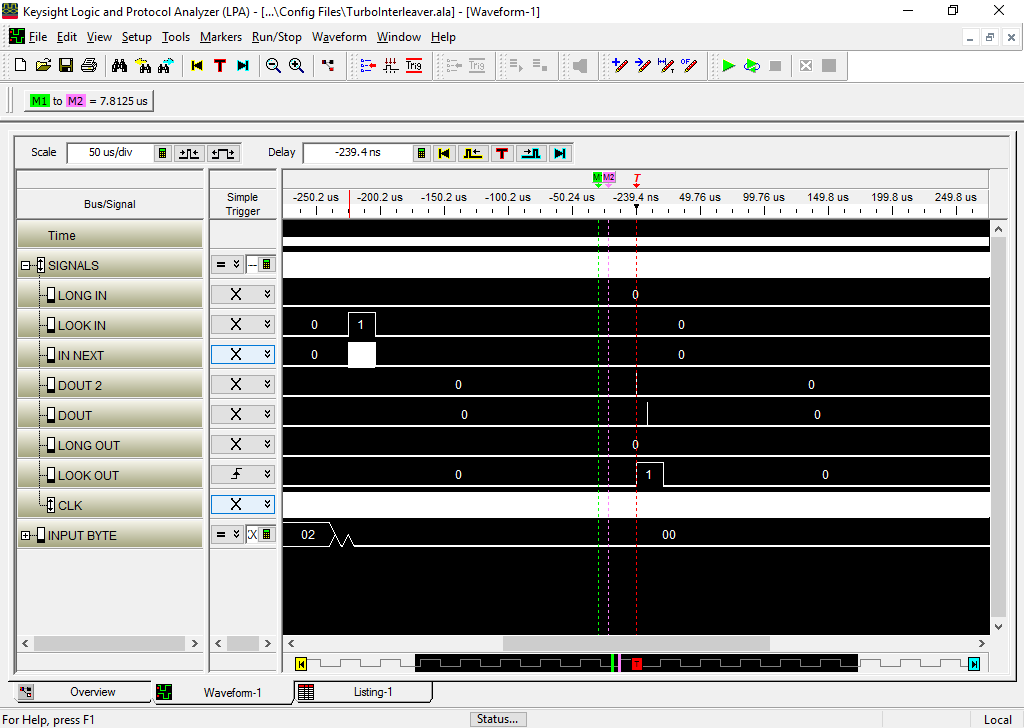 Keysight Logic and Protocol Analyzer (LPA) - [...\Config Files\TurboInterleaver.ala] - [Waveform-1]
File Edit View Setup Tools Markers Run/Stop Waveform Window Help
T Trig Trig
M1 to M2 = 7.8125 us
Scale 50 us/div Delay -239.4 ns T
M1 M2 T
Bus/Signal Simple Trigger -250.2 us -200.2 us -150.2 us -100.2 us -50.24 us -239.4 ns 49.76 us 99.76 us 149.8 us 199.8 us 249.8 us
Time
SIGNALS =
LONG IN X 0
LOOK IN X 0 1 0
IN NEXT X 0 0
DOUT 2 X 0 0
DOUT X 0 0
LONG OUT X 0
LOOK OUT 0 1 0
CLK X
INPUT BYTE = X 02 00
T
Overview Waveform-1 Listing-1
For Help, press F1 Status... Local